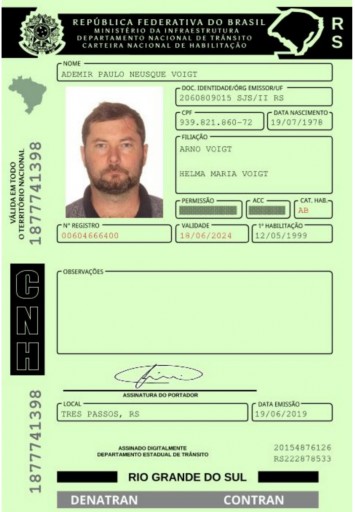 REPÚBLICA FEDERATIVA DO BRASIL
MINISTÉRIO DA INFRAESTRUTURA
DEPARTAMENTO NACIONAL DE TRÂNSITO
CARTEIRA NACIONAL DE HABILITAÇÃO
RS
NOME
ADEMIR PAULO NEUSQUE VOIGT
DOC. IDENTIDADE/ÓRG EMISSOR/UF
2060809015 SJS/II RS
CPF
939.821.860-72
DATA NASCIMENTO
19/07/1978
FILIAÇÃO
ARNO VOIGT
HELMA MARIA VOIGT
PERMISSÃO
ACC
CAT. HAB.
AB
Nº REGISTRO
00604666400
VALIDADE
18/06/2024
1ª HABILITAÇÃO
12/05/1999
VÁLIDA EM TODO
O TERRITÓRIO NACIONAL
1877741398
OBSERVAÇÕES
CNH
ASSINATURA DO PORTADOR
LOCAL
TRES PASSOS, RS
DATA EMISSÃO
19/06/2019
1877741398
ASSINADO DIGITALMENTE
DEPARTAMENTO ESTADUAL DE TRÂNSITO
20154876126
RS222878533
RIO GRANDE DO SUL
DENATRAN CONTRAN